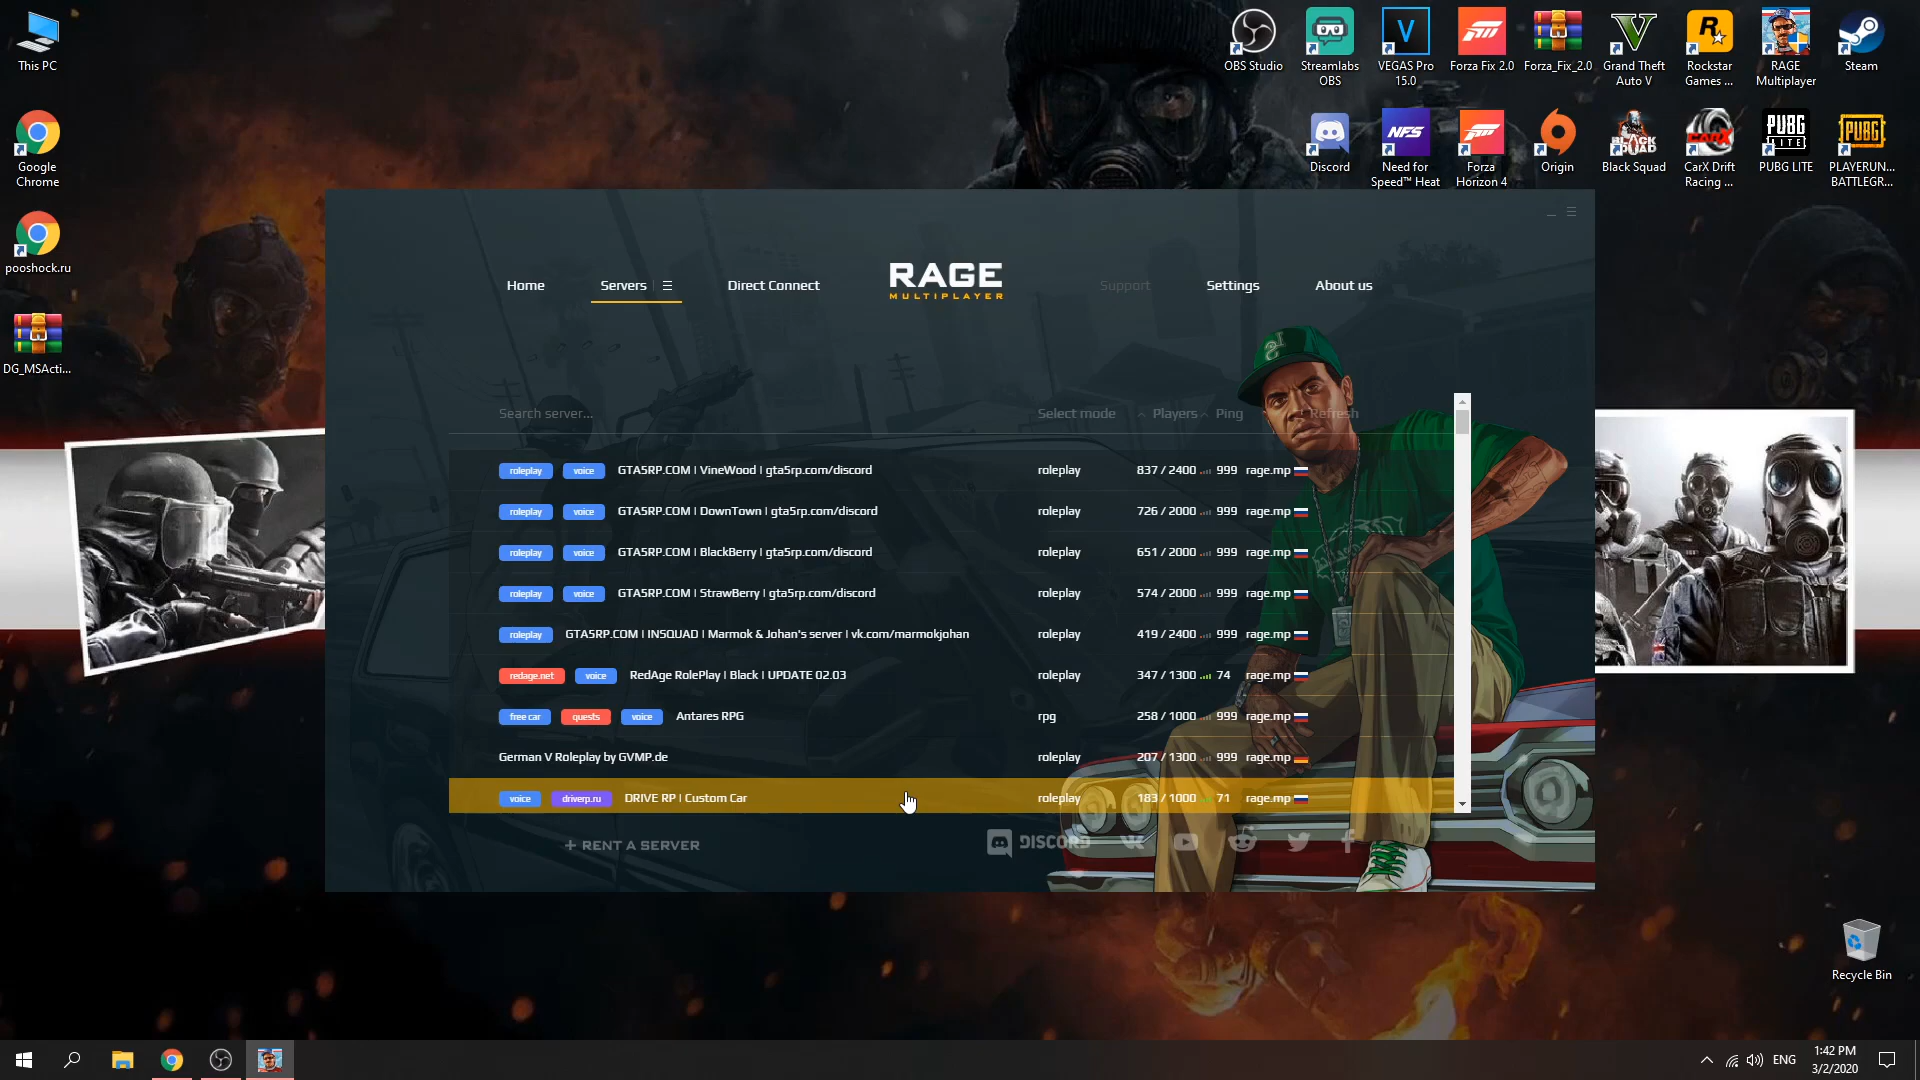 This PC
OBS Studio
Streamlabs
OBS
VEGAS Pro
15.0
Forza Fix 2.0
Forza_Fix_2.0
Grand Theft
Auto V
Rockstar
Games ...
RAGE
Multiplayer
Steam
Google
Chrome
Discord
Need for
Speed™ Heat
Forza
Horizon 4
Origin
Black Squad
CarX Drift
Racing ...
PUBG LITE
PLAYERUN...
BATTLEGR...
pooshock.ru
DG_MSActi...
Home
Servers
Direct Connect
RAGE
MULTIPLAYER
Support
Settings
About us
Search server... Select mode Players Ping Refresh
roleplay voice GTA5RP.COM | VineWood | gta5rp.com/discord roleplay 837 / 2400 999 rage.mp
roleplay voice GTA5RP.COM | DownTown | gta5rp.com/discord roleplay 726 / 2000 999 rage.mp
roleplay voice GTA5RP.COM | BlackBerry | gta5rp.com/discord roleplay 651 / 2000 999 rage.mp
roleplay voice GTA5RP.COM | StrawBerry | gta5rp.com/discord roleplay 574 / 2000 999 rage.mp
roleplay GTA5RP.COM | INSQUAD | Marmok & Johan's server | vk.com/marmokjohan roleplay 419 / 2400 999 rage.mp
redage.net voice RedAge RolePlay | Black | UPDATE 02.03 roleplay 347 / 1300 74 rage.mp
free car quests voice Antares RPG rpg 258 / 1000 999 rage.mp
German V Roleplay by GVMP.de roleplay 207 / 1300 999 rage.mp
voice driverp.ru DRIVE RP | Custom Car roleplay 183 / 1000 71 rage.mp
+ RENT A SERVER
DISCORD
Recycle Bin
ENG
1:42 PM
3/2/2020